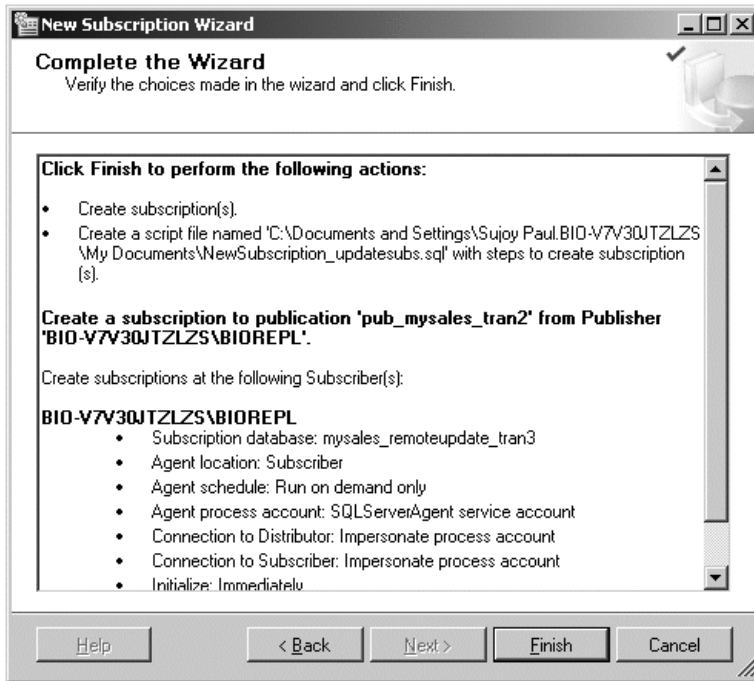 New Subscription Wizard
Complete the Wizard
Verify the choices made in the wizard and click Finish.
Click Finish to perform the following actions:
• Create subscription(s).
• Create a script file named 'C:\Documents and Settings\Sujoy Paul.BIO-V7V30JTZLZS
\My Documents\NewSubscription_updatesubs.sql' with steps to create subscription
(s).
Create a subscription to publication 'pub_mysales_tran2' from Publisher
'BIO-V7V30JTZLZS\BIOREPL'.
Create subscriptions at the following Subscriber(s):
BIO-V7V30JTZLZS\BIOREPL
• Subscription database: mysales_remoteupdate_tran3
• Agent location: Subscriber
• Agent schedule: Run on demand only
• Agent process account: SQLServerAgent service account
• Connection to Distributor: Impersonate process account
• Connection to Subscriber: Impersonate process account
• Initialize: Immediately
Help
< Back
Next >
Finish
Cancel